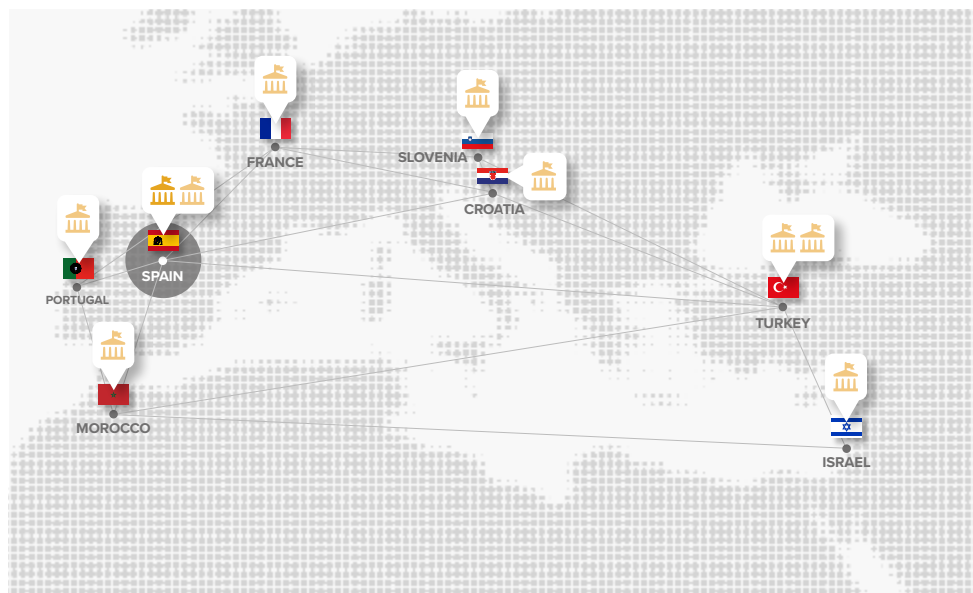 FRANCE
SLOVENIA
CROATIA
SPAIN
PORTUGAL
TURKEY
MOROCCO
ISRAEL